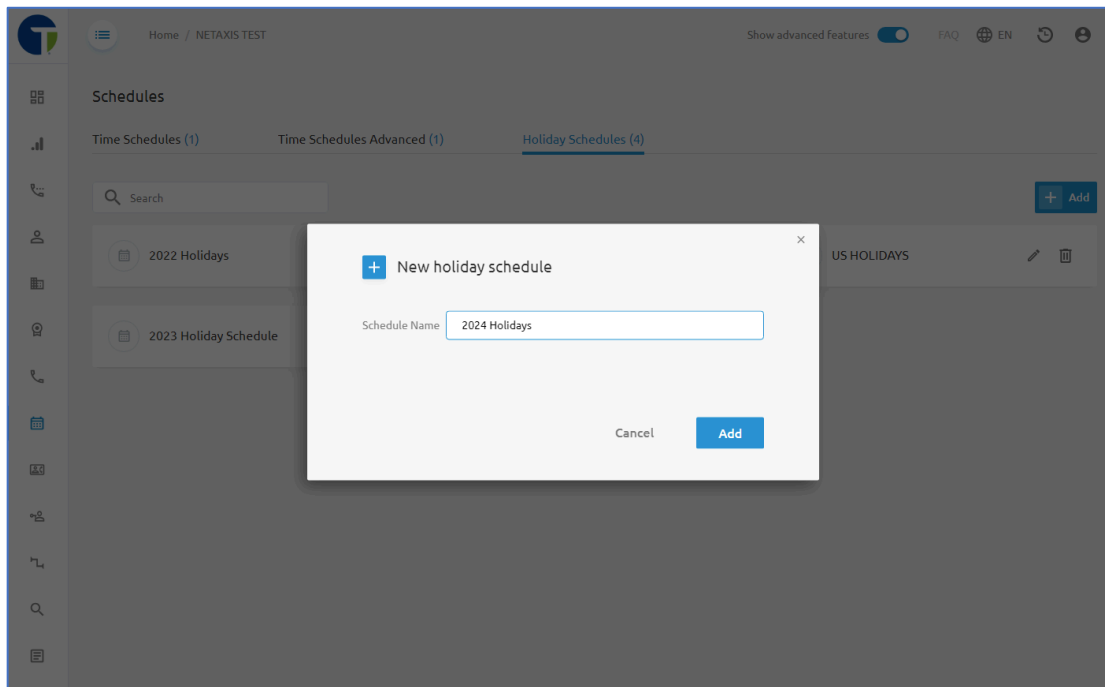 Home / NETAXIS TEST
Show advanced features
FAQ
EN
Schedules
Time Schedules (1)
Time Schedules Advanced (1)
Holiday Schedules (4)
Search
+ Add
2022 Holidays
US HOLIDAYS
2023 Holiday Schedule
×
+ New holiday schedule
Schedule Name
2024 Holidays
Cancel
Add